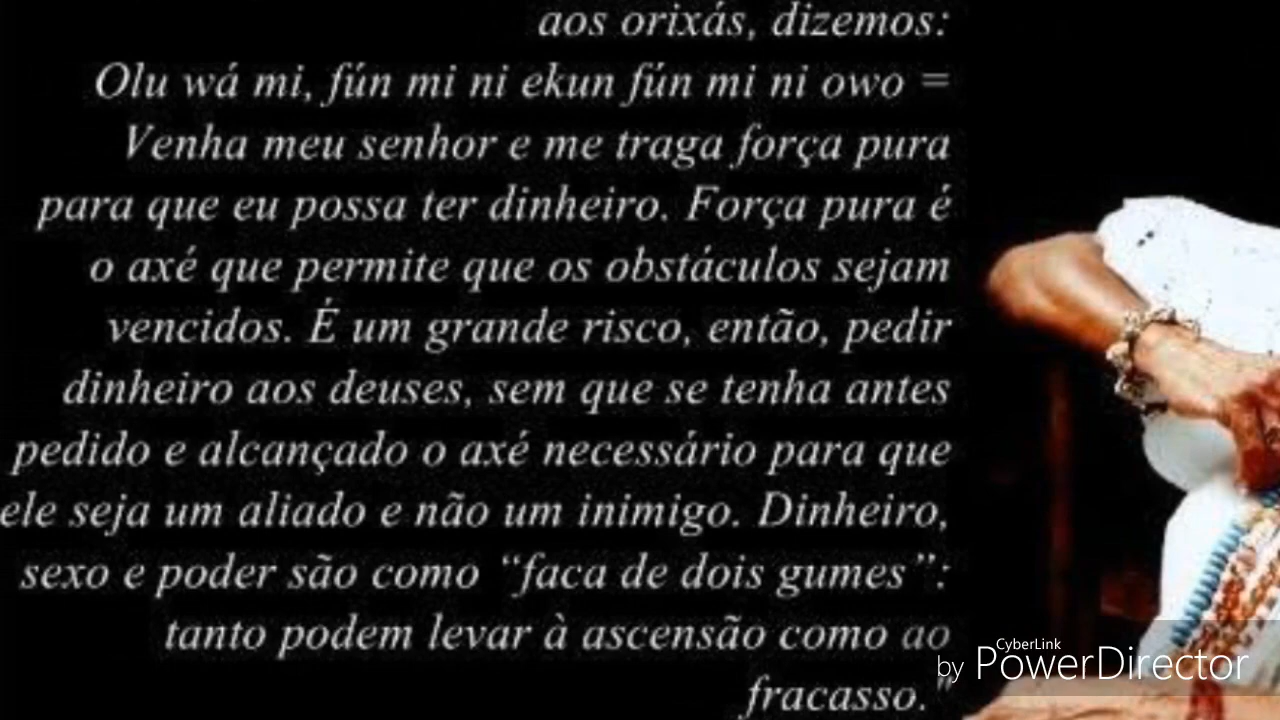 aos orixás, dizemos:
Olu wá mi, fún mi ni ekun fún mi ni owo =
Venha meu senhor e me traga força pura
para que eu possa ter dinheiro. Força pura é
o axé que permite que os obstáculos sejam
vencidos. É um grande risco, então, pedir
dinheiro aos deuses, sem que se tenha antes
pedido e alcançado o axé necessário para que
ele seja um aliado e não um inimigo. Dinheiro,
sexo e poder são como “faca de dois gumes”:
tanto podem levar à ascensão como ao
fracasso.”
by CyberLink PowerDirector